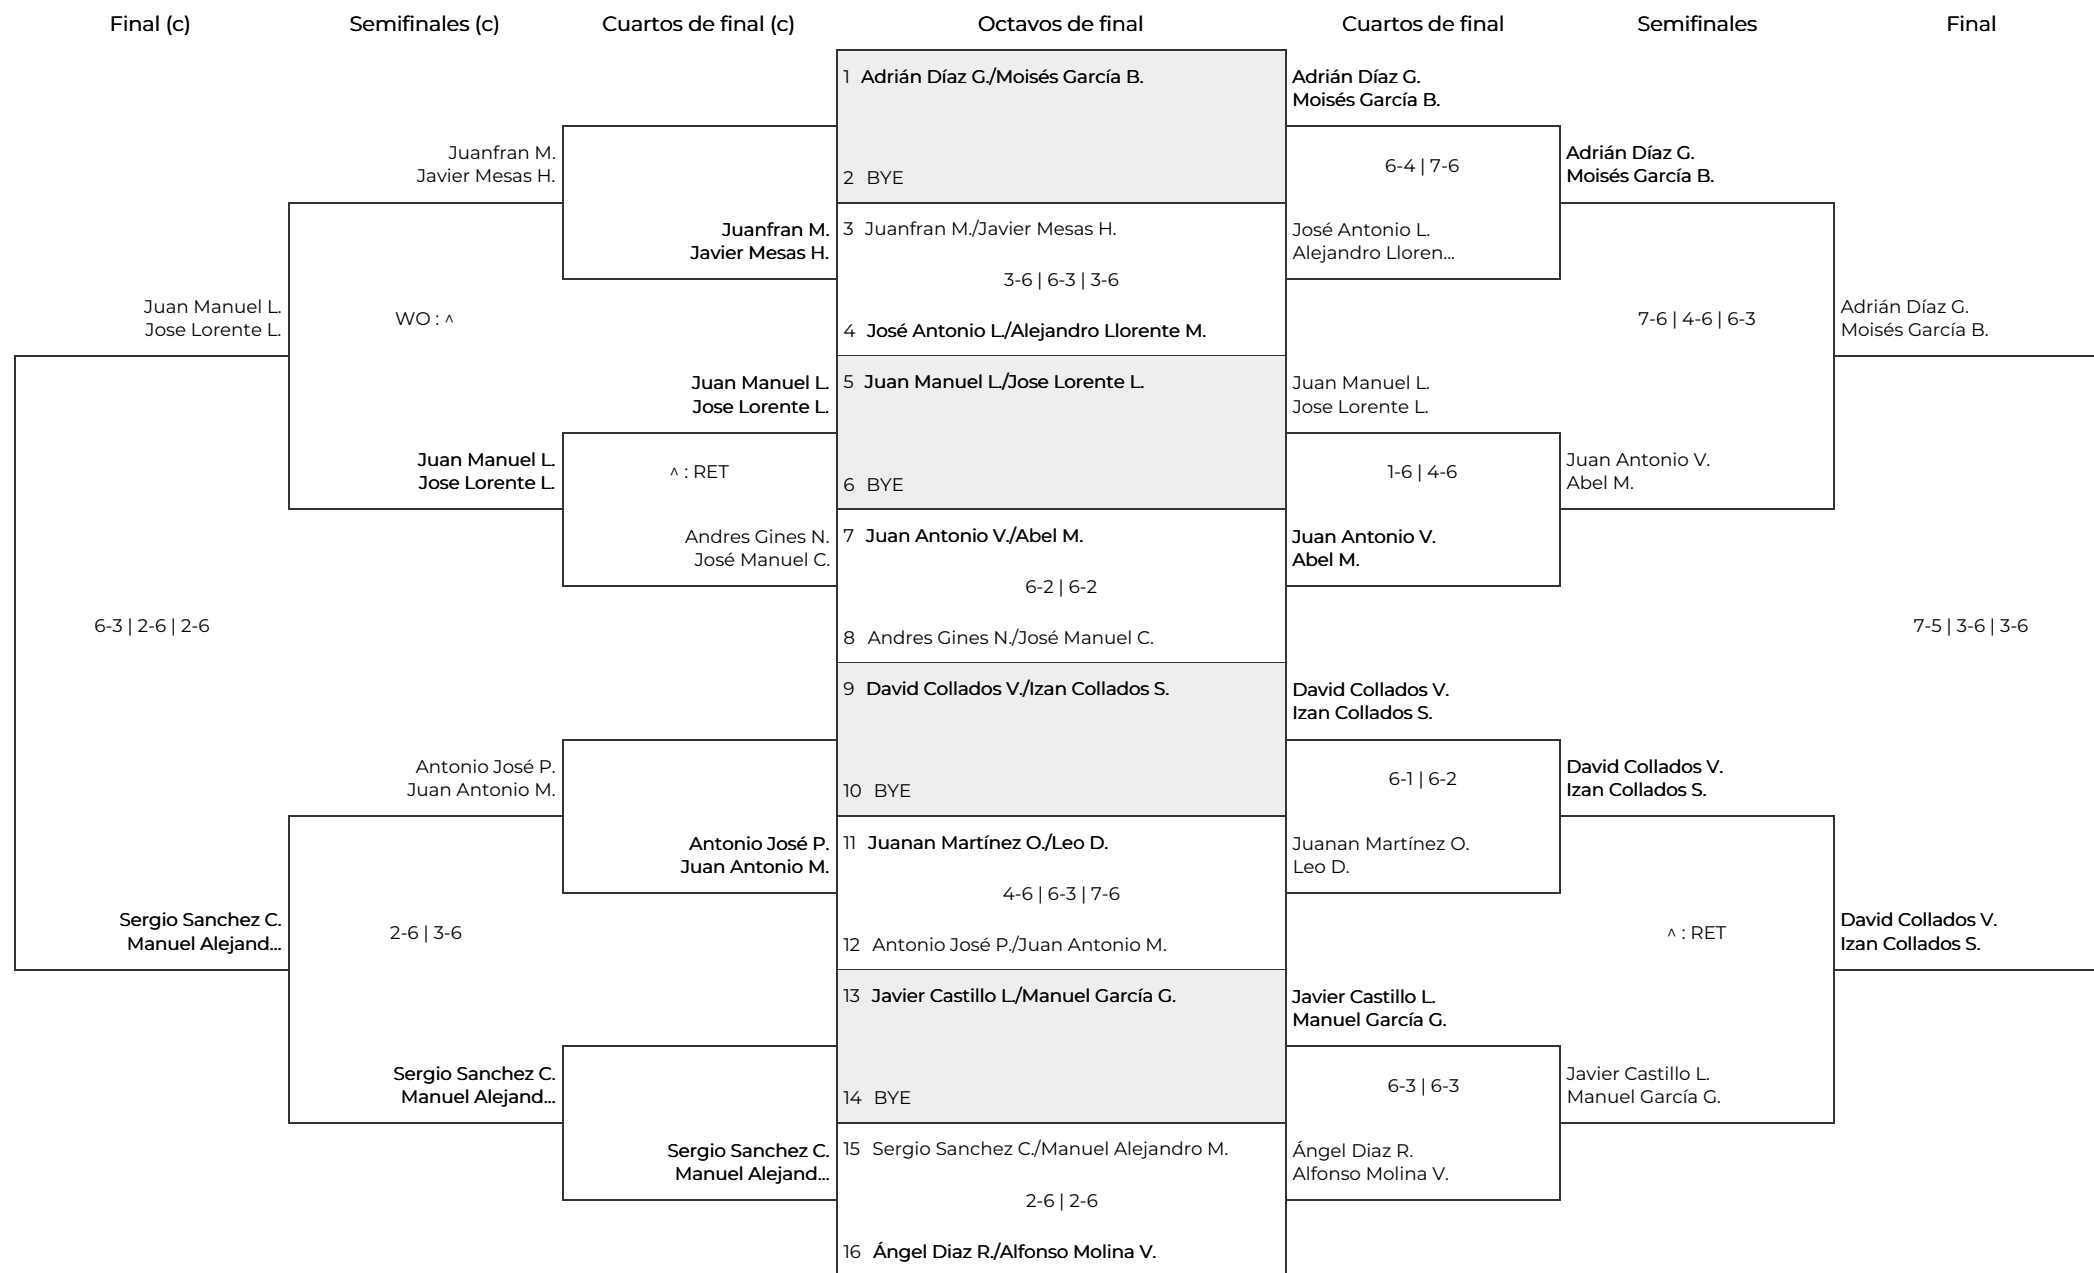 Final (c)
Semifinales (c)
Cuartos de final (c)
Octavos de final
Cuartos de final
Semifinales
Final
Juan Manuel L.
Jose Lorente L.
6-3 | 2-6 | 2-6
Sergio Sanchez C.
Manuel Alejand...
Juanfran M.
Javier Mesas H.
WO : ^
Juan Manuel L.
Jose Lorente L.
Antonio José P.
Juan Antonio M.
2-6 | 3-6
Sergio Sanchez C.
Manuel Alejand...
Juanfran M.
Javier Mesas H.
Juan Manuel L.
Jose Lorente L.
^ : RET
Andres Gines N.
José Manuel C.
Antonio José P.
Juan Antonio M.
Sergio Sanchez C.
Manuel Alejand...
1 Adrián Díaz G./Moisés García B.
2 BYE
3 Juanfran M./Javier Mesas H.
3-6 | 6-3 | 3-6
4 José Antonio L./Alejandro Llorente M.
5 Juan Manuel L./Jose Lorente L.
6 BYE
7 Juan Antonio V./Abel M.
6-2 | 6-2
8 Andres Gines N./José Manuel C.
9 David Collados V./Izan Collados S.
10 BYE
11 Juanan Martínez O./Leo D.
4-6 | 6-3 | 7-6
12 Antonio José P./Juan Antonio M.
13 Javier Castillo L./Manuel García G.
14 BYE
15 Sergio Sanchez C./Manuel Alejandro M.
2-6 | 2-6
16 Ángel Diaz R./Alfonso Molina V.
Adrián Díaz G.
Moisés García B.
6-4 | 7-6
José Antonio L.
Alejandro Lloren...
Juan Manuel L.
Jose Lorente L.
1-6 | 4-6
Juan Antonio V.
Abel M.
David Collados V.
Izan Collados S.
6-1 | 6-2
Juanan Martínez O.
Leo D.
Javier Castillo L.
Manuel García G.
6-3 | 6-3
Ángel Diaz R.
Alfonso Molina V.
Adrián Díaz G.
Moisés García B.
7-6 | 4-6 | 6-3
Juan Antonio V.
Abel M.
David Collados V.
Izan Collados S.
^ : RET
Javier Castillo L.
Manuel García G.
Adrián Díaz G.
Moisés García B.
7-5 | 3-6 | 3-6
David Collados V.
Izan Collados S.